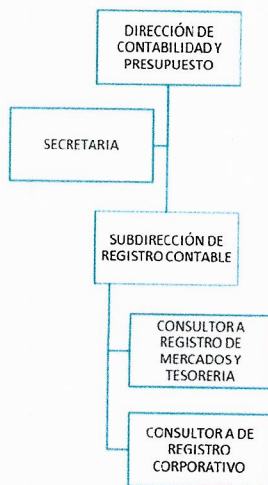 DIRECCIÓN DE
CONTABILIDAD Y
PRESUPUESTO
SECRETARIA
SUBDIRECCIÓN DE
REGISTRO CONTABLE
CONSULTOR A
REGISTRO DE
MERCADOS Y
TESORERIA
CONSULTOR A DE
REGISTRO
CORPORATIVO